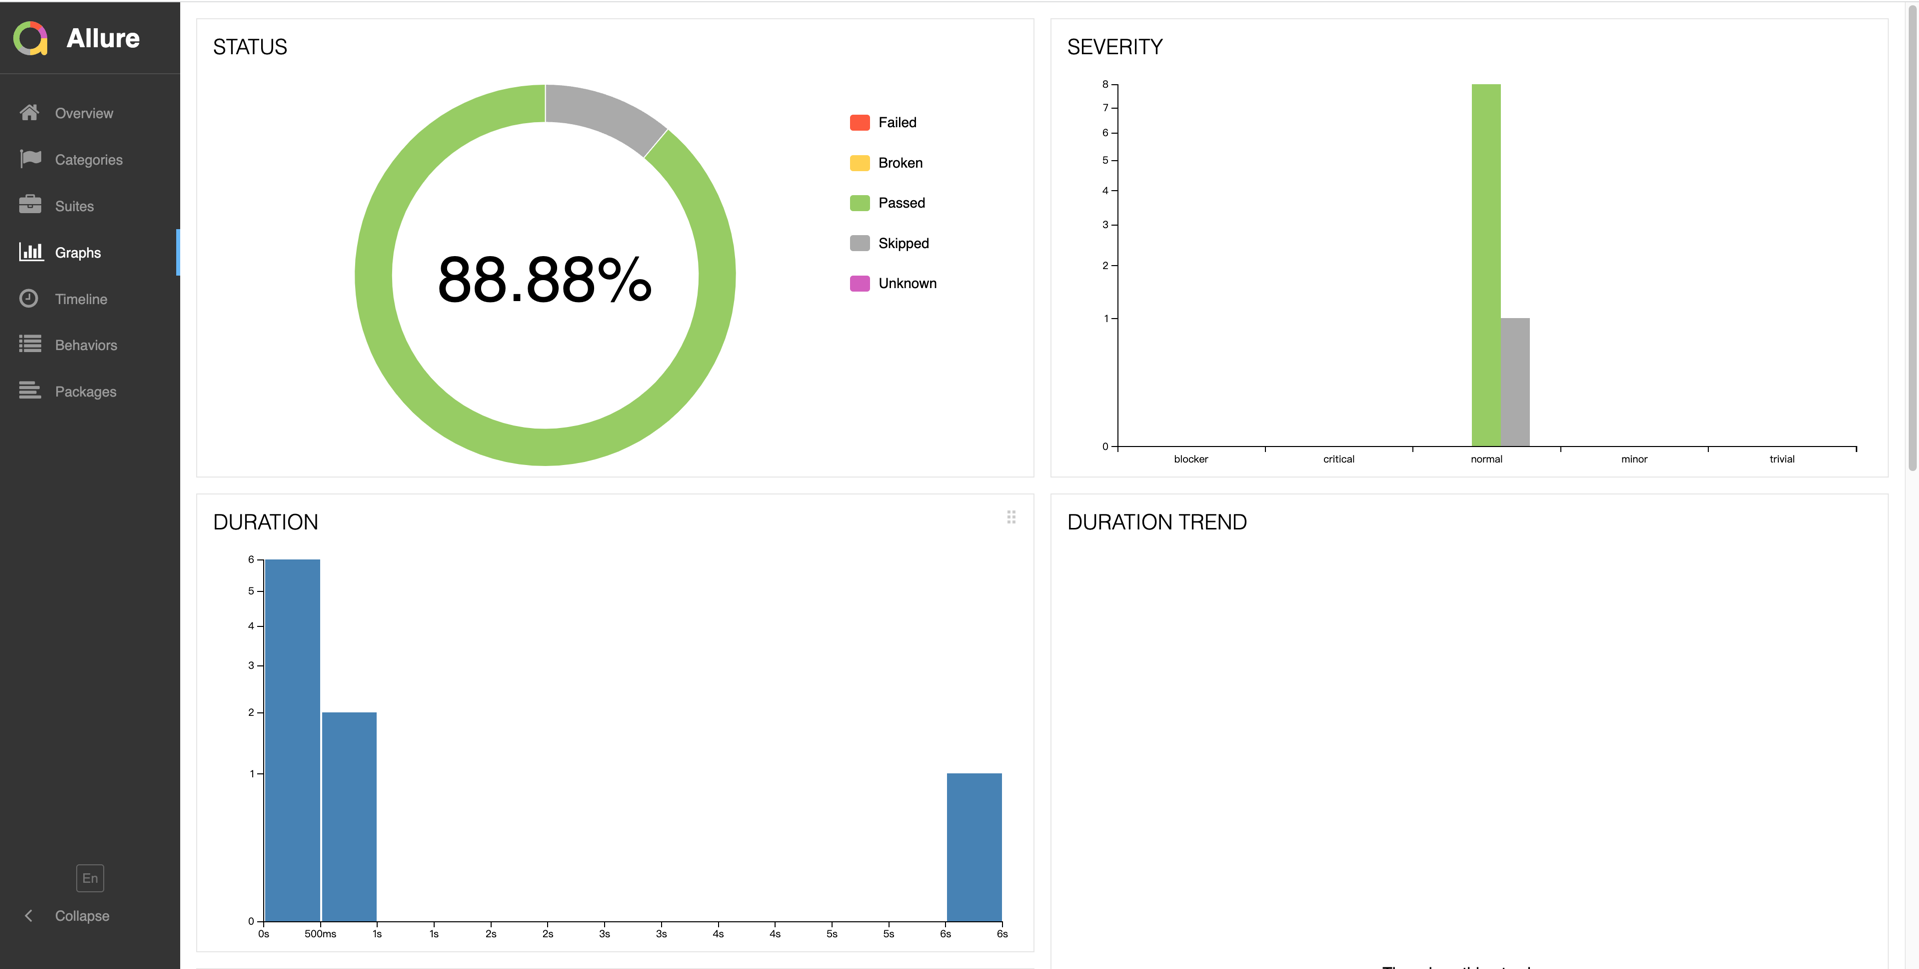 Allure
Overview
Categories
Suites
Graphs
Timeline
Behaviors
Packages
En
Collapse
STATUS
88.88%
Failed
Broken
Passed
Skipped
Unknown
SEVERITY
8
7
6
5
4
3
2
1
0
blocker critical normal minor trivial
DURATION
6
5
4
3
2
1
0
0s 500ms 1s 1s 2s 2s 3s 3s 4s 4s 5s 5s 6s 6s
DURATION TREND